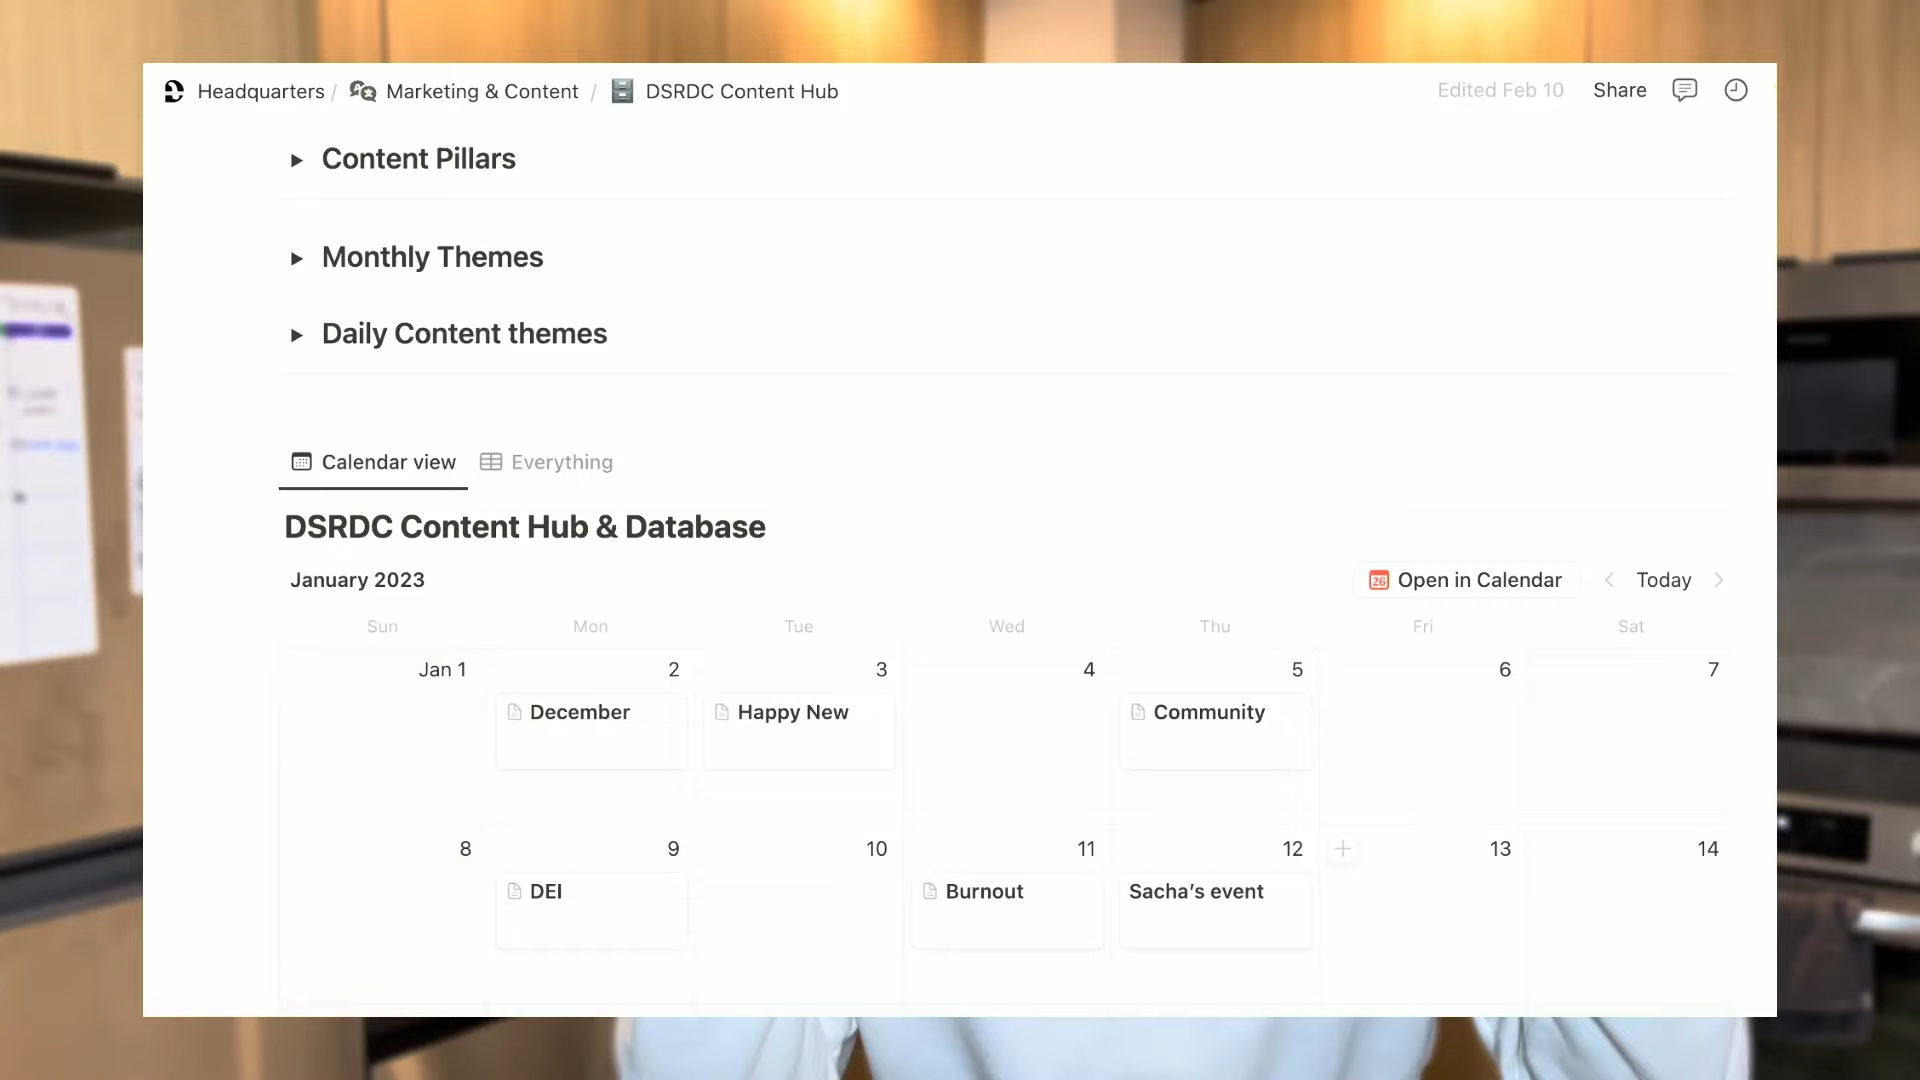 Headquarters / Marketing & Content / DSRDC Content Hub
Edited Feb 10 Share
Content Pillars
Monthly Themes
Daily Content themes
Calendar view Everything
DSRDC Content Hub & Database
January 2023
26 Open in Calendar Today
Sun Mon Tue Wed Thu Fri Sat
Jan 1 2 3 4 5 6 7
December Happy New Community
8 9 10 11 12 13 14
DEI Burnout Sacha’s event